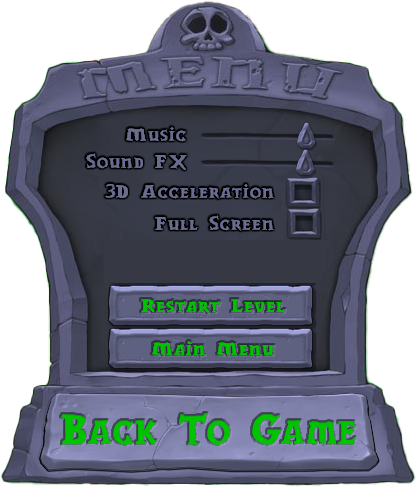 MENU
Music
Sound FX
3D Acceleration
Full Screen
Restart Level
Main Menu
Back To Game